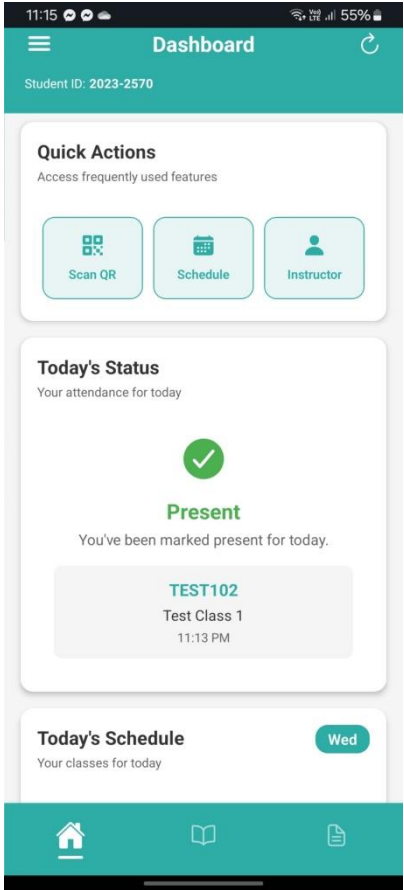 11:15
Vo)) LTE 55%
Dashboard
Student ID: 2023-2570
Quick Actions
Access frequently used features
Scan QR Schedule Instructor
Today's Status
Your attendance for today
Present
You've been marked present for today.
TEST102
Test Class 1
11:13 PM
Today's Schedule
Wed
Your classes for today